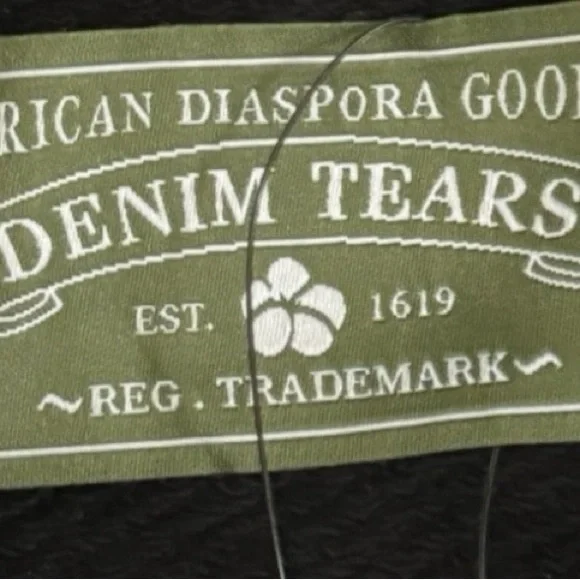 RICAN DIASPORA GOO
DENIM TEARS
EST. 1619
~REG. TRADEMARK~